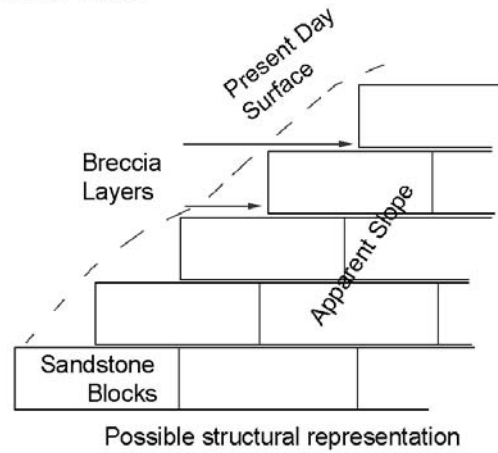 Present Day
Surface
Breccia
Layers
Apparent Slope
Sandstone
Blocks
Possible structural representation